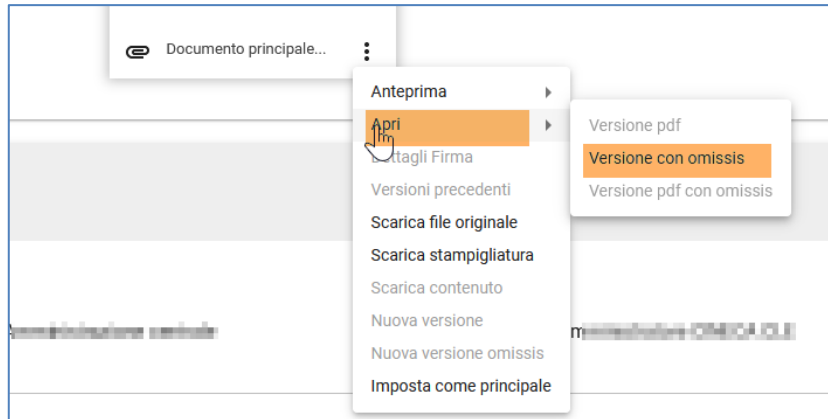 Documento principale...
Anteprima
Apri
Versione pdf
Dettagli Firma
Versione con omissis
Versioni precedenti
Versione pdf con omissis
Scarica file originale
Scarica stampigliatura
Scarica contenuto
Nuova versione
Nuova versione omissis
Imposta come principale